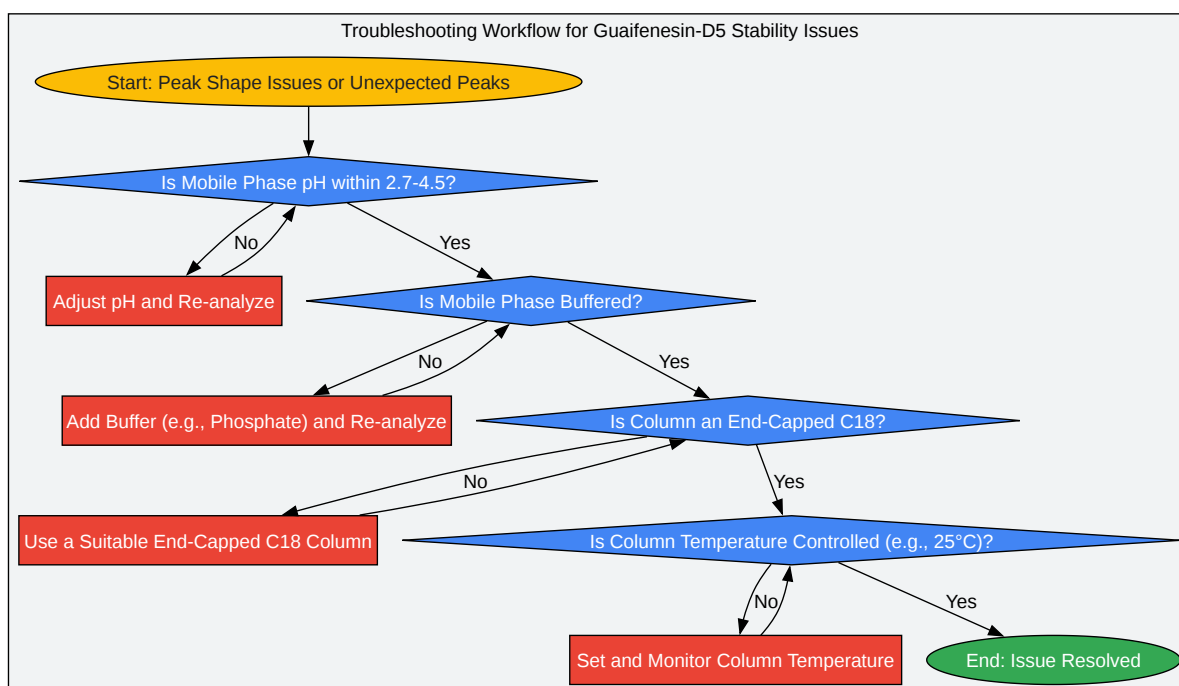 Troubleshooting Workflow for Guaifenesin-D5 Stability Issues
Start: Peak Shape Issues or Unexpected Peaks
Is Mobile Phase pH within 2.7-4.5?
No
Yes
Adjust pH and Re-analyze
Is Mobile Phase Buffered?
No
Yes
Add Buffer (e.g., Phosphate) and Re-analyze
Is Column an End-Capped C18?
No
Yes
Use a Suitable End-Capped C18 Column
Is Column Temperature Controlled (e.g., 25°C)?
No
Yes
Set and Monitor Column Temperature
End: Issue Resolved